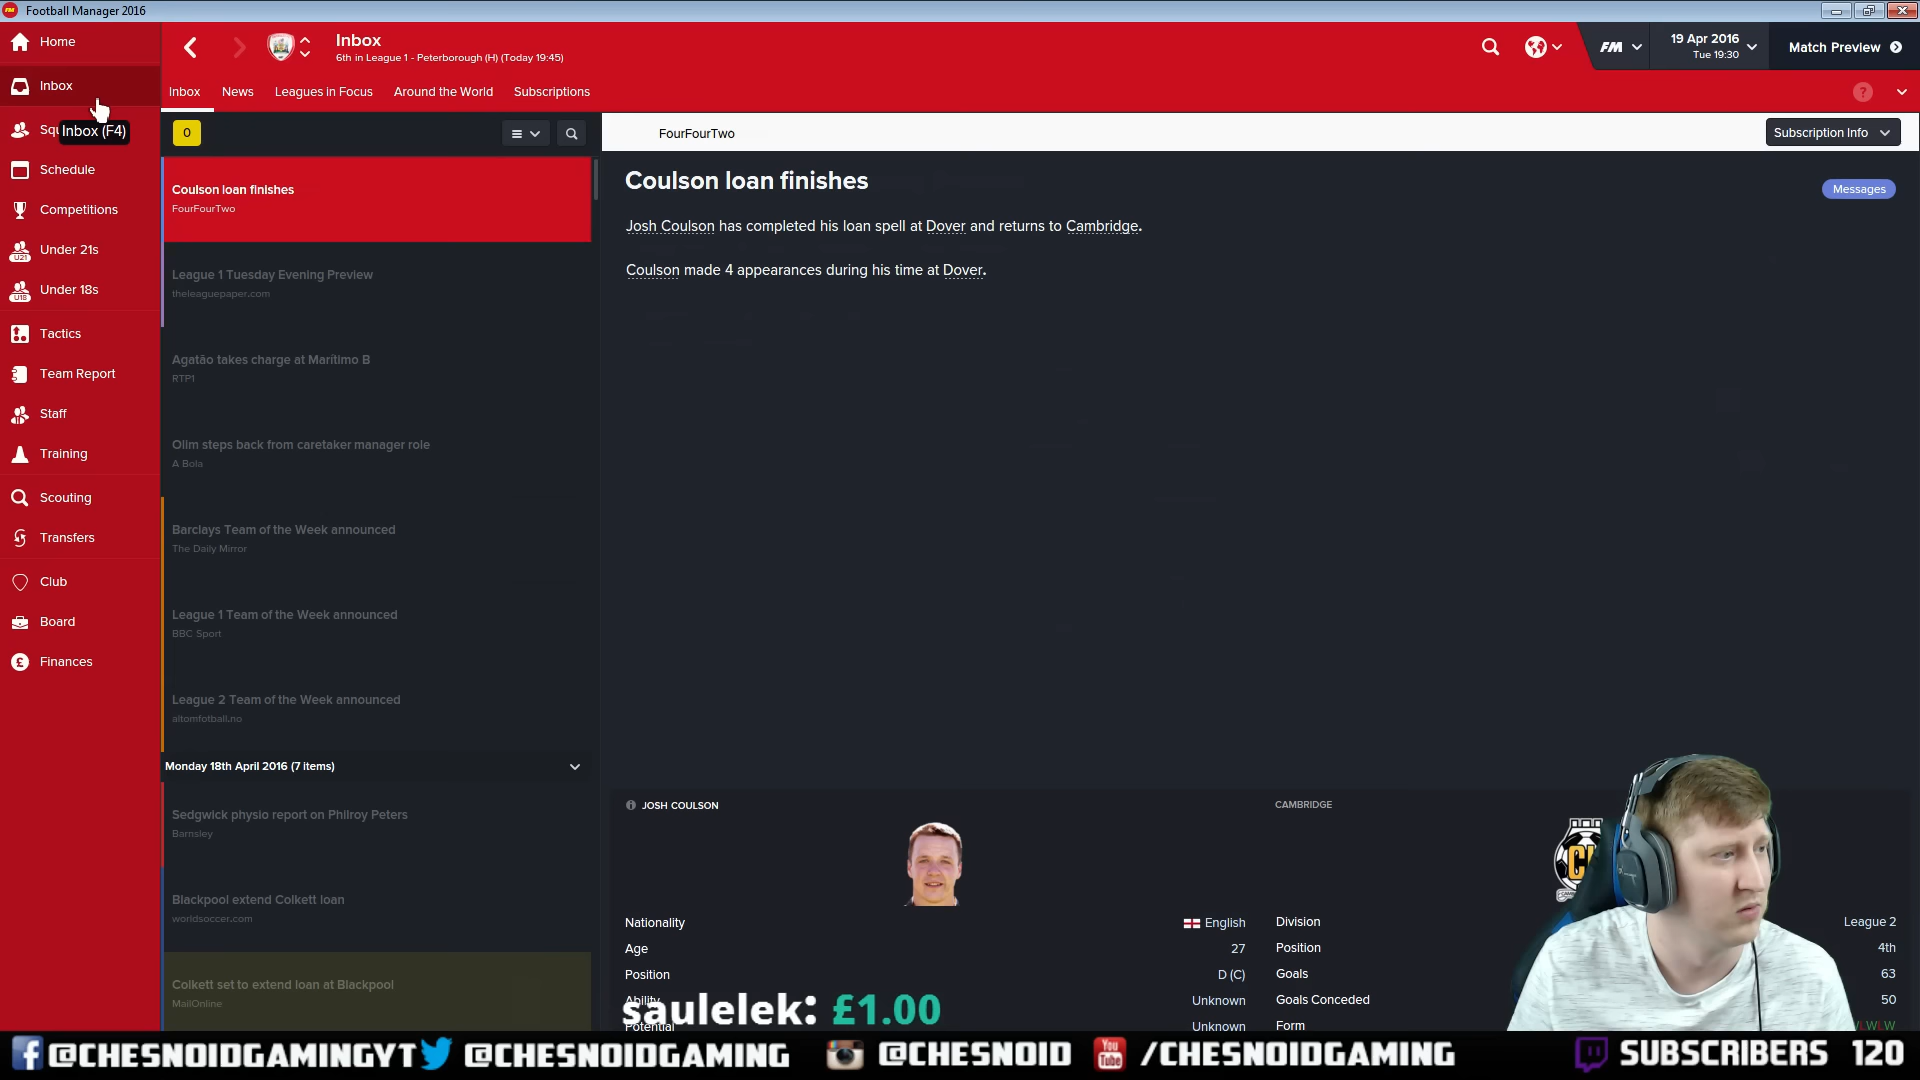 Football Manager 2016
Home
Inbox
Squ
Inbox (F4)
Schedule
Competitions
Under 21s
Under 18s
Tactics
Team Report
Staff
Training
Scouting
Transfers
Club
Board
Finances
Inbox
6th in League 1 - Peterborough (H) (Today 19:45)
FM
19 Apr 2016
Tue 19:30
Match Preview
Inbox
News
Leagues in Focus
Around the World
Subscriptions
?
0
Coulson loan finishes
FourFourTwo
League 1 Tuesday Evening Preview
theleaguepaper.com
Agatão takes charge at Marítimo B
RTP1
Olim steps back from caretaker manager role
A Bola
Barclays Team of the Week announced
The Daily Mirror
League 1 Team of the Week announced
BBC Sport
League 2 Team of the Week announced
altomfotball.no
Monday 18th April 2016 (7 items)
Sedgwick physio report on Philroy Peters
Barnsley
Blackpool extend Colkett loan
worldsoccer.com
Colkett set to extend loan at Blackpool
MailOnline
FourFourTwo
Subscription Info
Coulson loan finishes
Messages
Josh Coulson has completed his loan spell at Dover and returns to Cambridge.
Coulson made 4 appearances during his time at Dover.
JOSH COULSON
Nationality English
Age 27
Position D (C)
Ability Unknown
Potential Unknown
CAMBRIDGE
Division League 2
Position 4th
Goals 63
Goals Conceded 50
Form LWLW
saulelek: £1.00
@CHESNOIDGAMINGYT
@CHESNOIDGAMING
@CHESNOID
You Tube
/CHESNOIDGAMING
SUBSCRIBERS 120